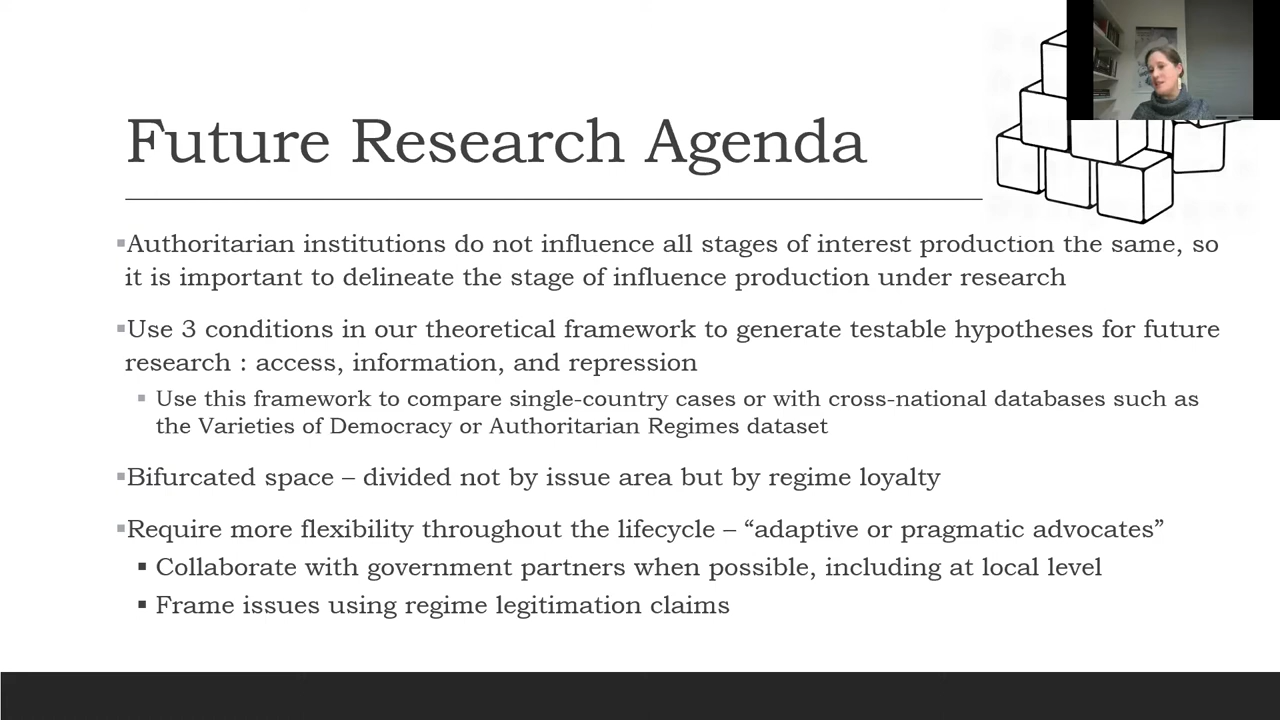 Future Research Agenda
Authoritarian institutions do not influence all stages of interest production the same, so
it is important to delineate the stage of influence production under research
Use 3 conditions in our theoretical framework to generate testable hypotheses for future
research : access, information, and repression
Use this framework to compare single-country cases or with cross-national databases such as
the Varieties of Democracy or Authoritarian Regimes dataset
Bifurcated space – divided not by issue area but by regime loyalty
Require more flexibility throughout the lifecycle – “adaptive or pragmatic advocates”
Collaborate with government partners when possible, including at local level
Frame issues using regime legitimation claims